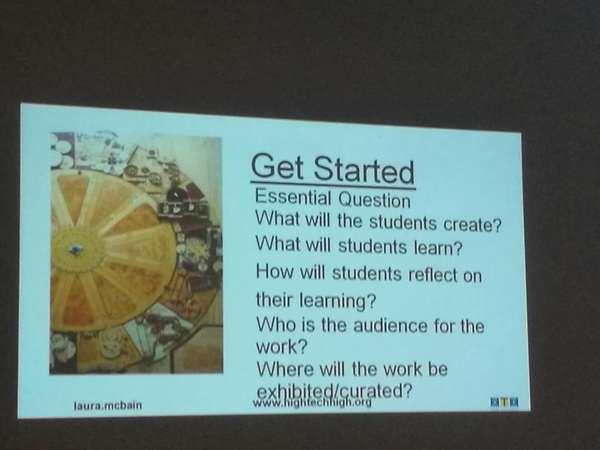 Get Started
Essential Question
What will the students create?
What will students learn?
How will students reflect on
their learning?
Who is the audience for the
work?
Where will the work be
exhibited/curated?
laura.mcbain
www.hightechhigh.org